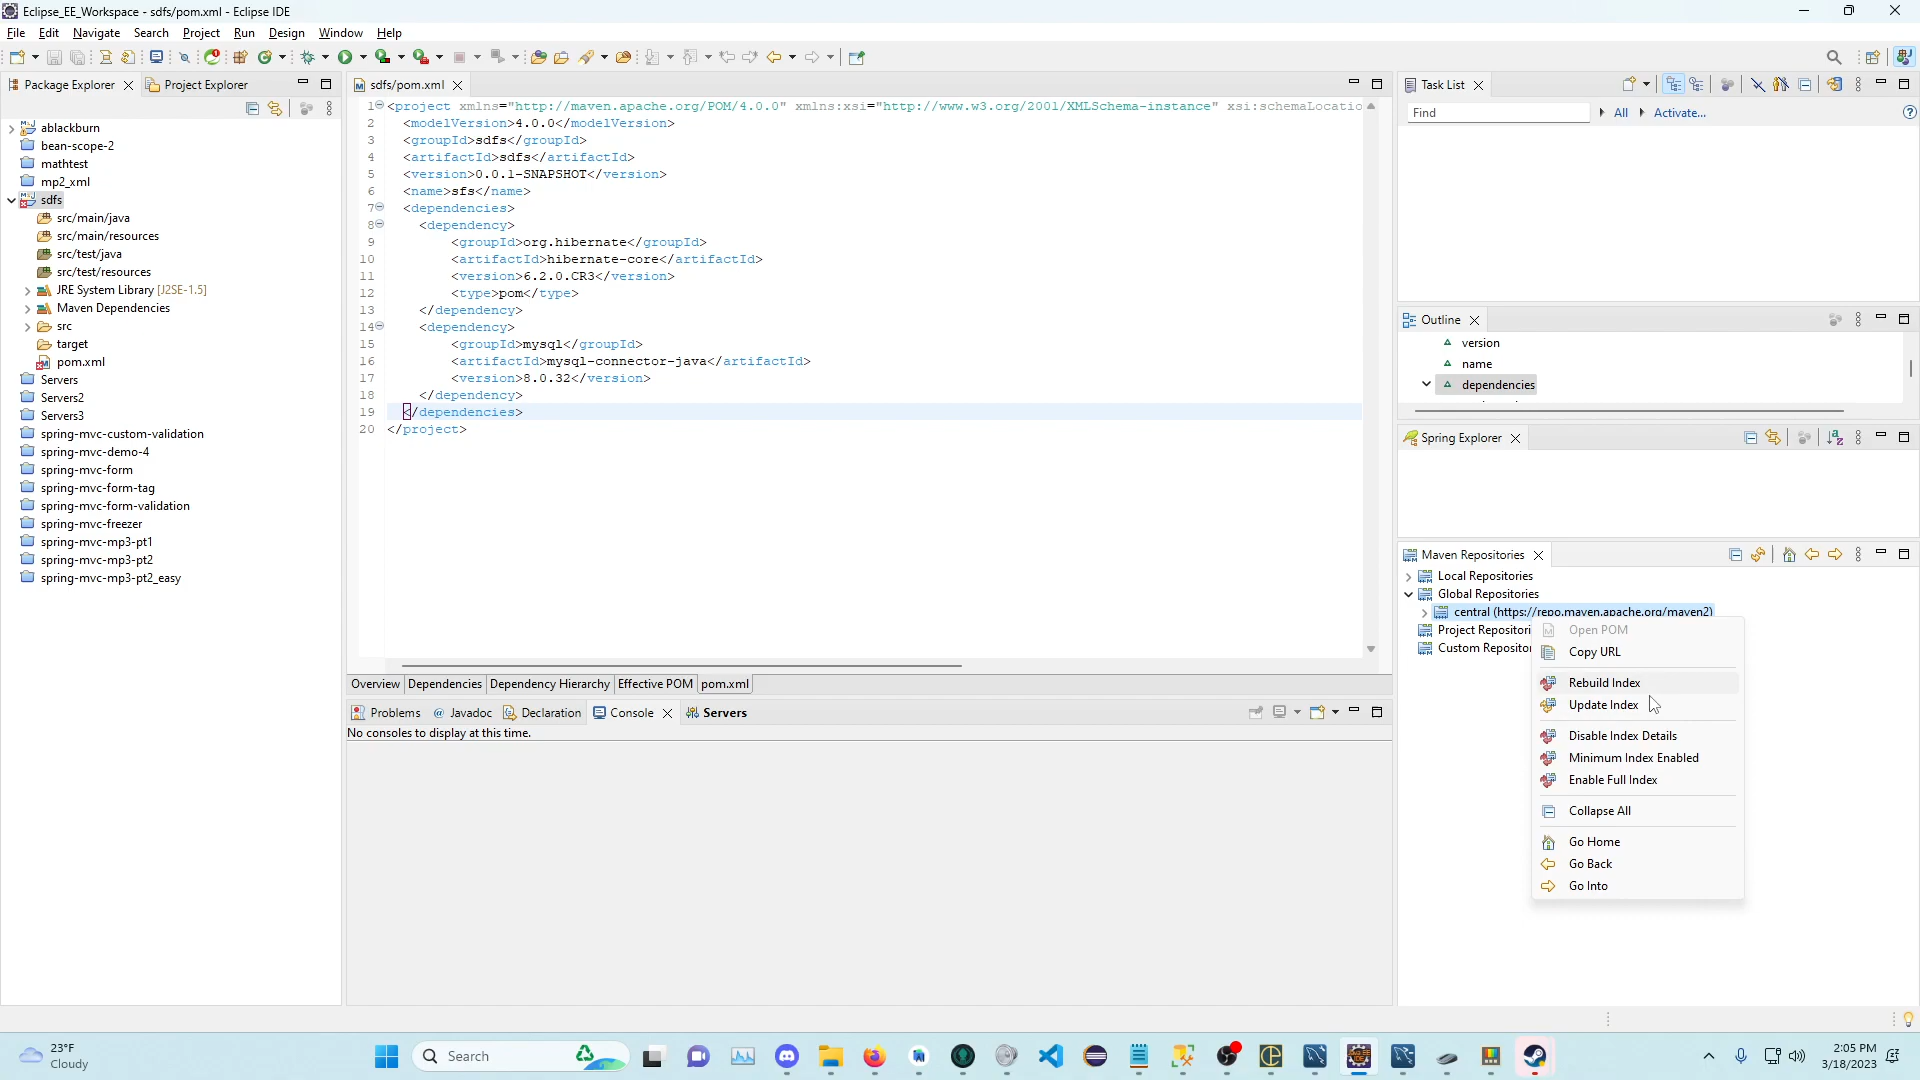 Eclipse_EE_Workspace - sdfs/pom.xml - Eclipse IDE
File Edit Navigate Search Project Run Design Window Help
Package Explorer
Project Explorer
ablackburn
bean-scope-2
mathtest
mp2_xml
sdfs
src/main/java
src/main/resources
src/test/java
src/test/resources
JRE System Library [J2SE-1.5]
Maven Dependencies
src
target
pom.xml
Servers
Servers2
Servers3
spring-mvc-custom-validation
spring-mvc-demo-4
spring-mvc-form
spring-mvc-form-tag
spring-mvc-form-validation
spring-mvc-freezer
spring-mvc-mp3-pt1
spring-mvc-mp3-pt2
spring-mvc-mp3-pt2_easy
sdfs/pom.xml
1 <project xmlns="http://maven.apache.org/POM/4.0.0" xmlns:xsi="http://www.w3.org/2001/XMLSchema-instance" xsi:schemaLocatio
2 <modelVersion>4.0.0</modelVersion>
3 <groupId>sdfs</groupId>
4 <artifactId>sdfs</artifactId>
5 <version>0.0.1-SNAPSHOT</version>
6 <name>sfs</name>
7 <dependencies>
8 <dependency>
9 <groupId>org.hibernate</groupId>
10 <artifactId>hibernate-core</artifactId>
11 <version>6.2.0.CR3</version>
12 <type>pom</type>
13 </dependency>
14 <dependency>
15 <groupId>mysql</groupId>
16 <artifactId>mysql-connector-java</artifactId>
17 <version>8.0.32</version>
18 </dependency>
19 </dependencies>
20 </project>
Overview Dependencies Dependency Hierarchy Effective POM pom.xml
Problems Javadoc Declaration Console Servers
No consoles to display at this time.
Task List
Find All Activate...
Outline
version
name
dependencies
Spring Explorer
Maven Repositories
Local Repositories
Global Repositories
central (https://repo.maven.apache.org/maven2)
Project Repositori
Custom Repositor
Open POM
Copy URL
Rebuild Index
Update Index
Disable Index Details
Minimum Index Enabled
Enable Full Index
Collapse All
Go Home
Go Back
Go Into
23°F
Cloudy
Search
2:05 PM
3/18/2023